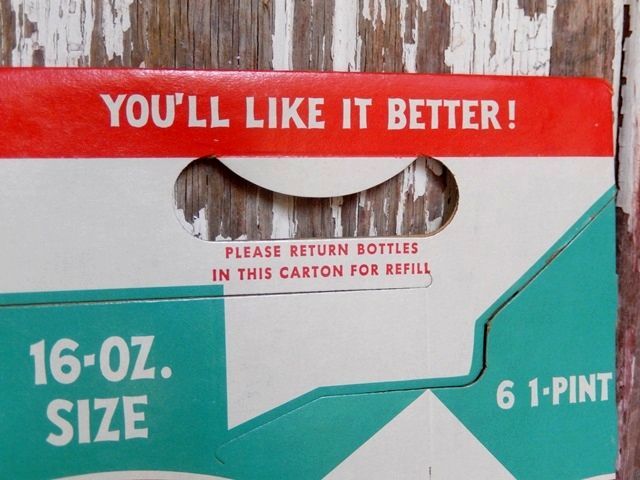 YOU'LL LIKE IT BETTER!
PLEASE RETURN BOTTLES
IN THIS CARTON FOR REFILL
16-OZ.
SIZE
6 1-PINT